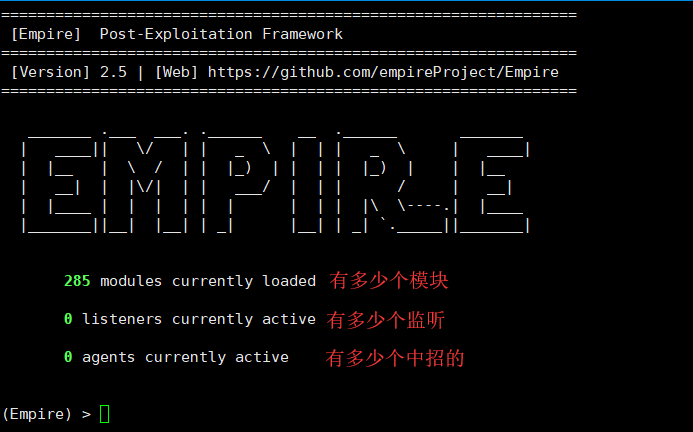 ================================================================
[Empire]  Post-Exploitation Framework
================================================================
[Version] 2.5 | [Web] https://github.com/empireProject/Empire
================================================================
EMPIRE
285 modules currently loaded 有多少个模块
0 listeners currently active 有多少个监听
0 agents currently active 有多少个中招的
(Empire) >